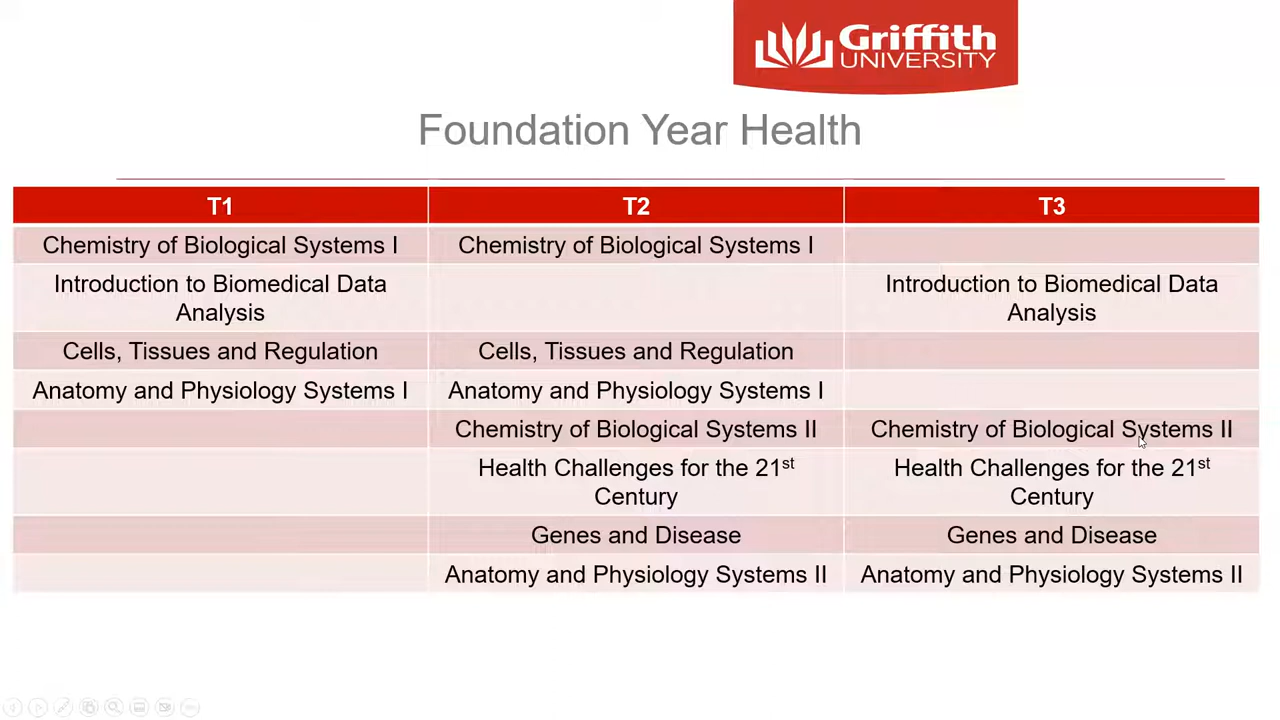 Griffith
UNIVERSITY
Foundation Year Health
T1 T2 T3
Chemistry of Biological Systems I Chemistry of Biological Systems I
Introduction to Biomedical Data Introduction to Biomedical Data
Analysis Analysis
Cells, Tissues and Regulation Cells, Tissues and Regulation
Anatomy and Physiology Systems I Anatomy and Physiology Systems I
Chemistry of Biological Systems II Chemistry of Biological Systems II
Health Challenges for the 21st Health Challenges for the 21st
Century Century
Genes and Disease Genes and Disease
Anatomy and Physiology Systems II Anatomy and Physiology Systems II